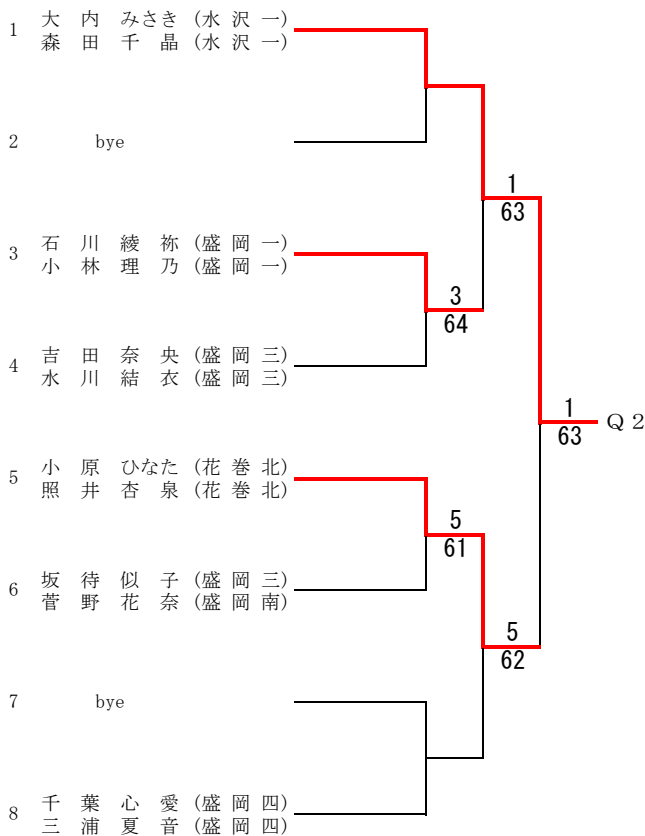 1 大 内 みさき (水 沢 一)
森 田 千 晶 (水 沢 一)
2 bye
3 石 川 綾 祢 (盛 岡 一)
小 林 理 乃 (盛 岡 一)
4 吉 田 奈 央 (盛 岡 三)
水 川 結 衣 (盛 岡 三)
5 小 原 ひなた (花 巻 北)
照 井 杏 泉 (花 巻 北)
6 坂 待 似 子 (盛 岡 三)
菅 野 花 奈 (盛 岡 南)
7 bye
8 千 葉 心 愛 (盛 岡 四)
三 浦 夏 音 (盛 岡 四)
3
64
5
61
1
63
5
62
1
63
Q 2